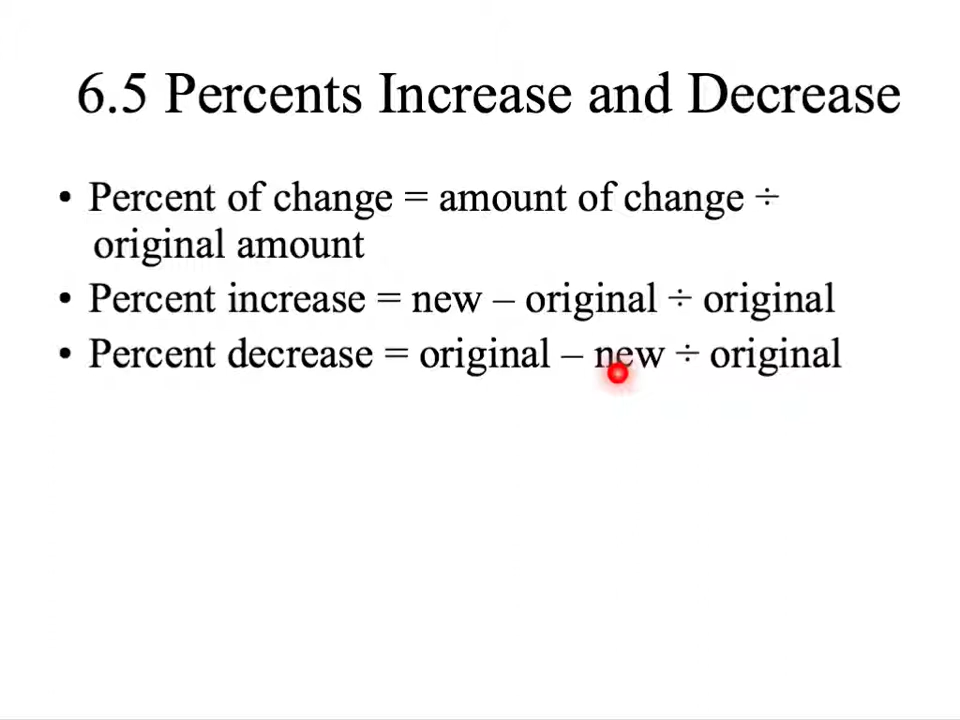 6.5 Percents Increase and Decrease
• Percent of change = amount of change ÷
original amount
• Percent increase = new – original ÷ original
• Percent decrease = original – new ÷ original